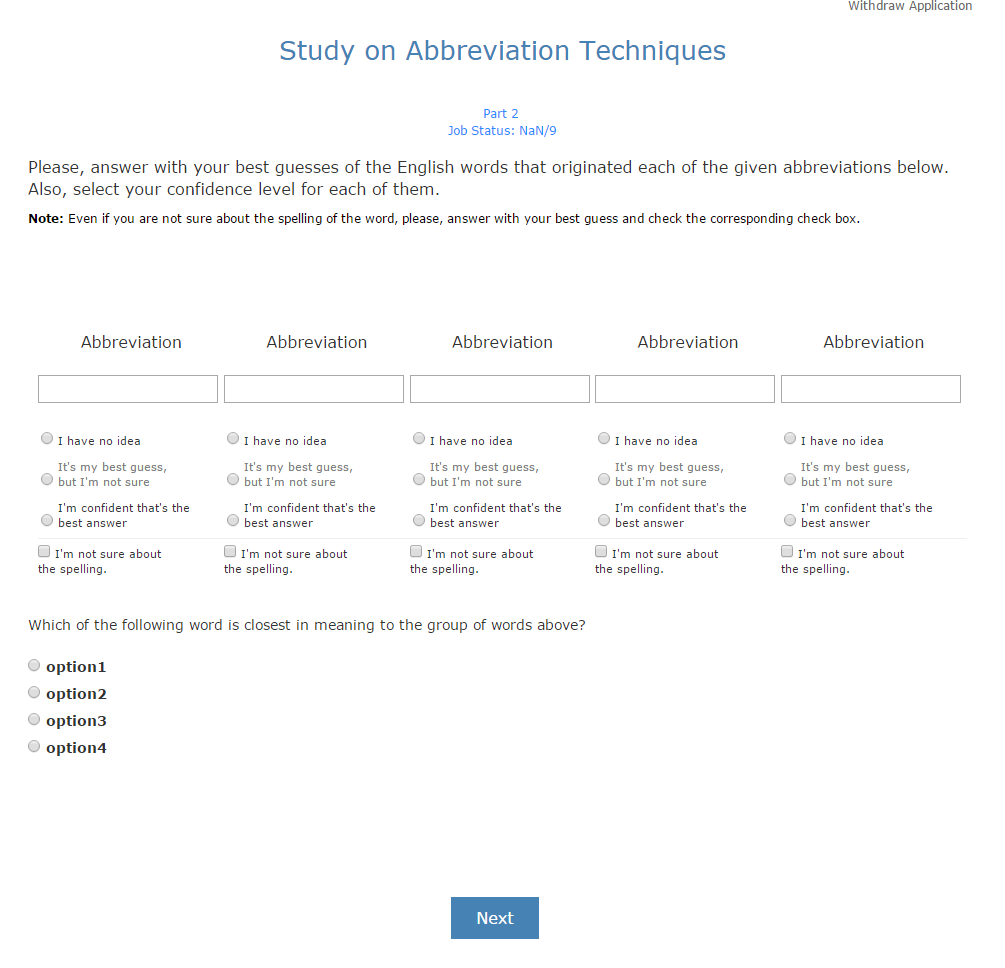 Withdraw Application
Study on Abbreviation Techniques
Part 2
Job Status: NaN/9
Please, answer with your best guesses of the English words that originated each of the given abbreviations below.
Also, select your confidence level for each of them.
Note: Even if you are not sure about the spelling of the word, please, answer with your best guess and check the corresponding check box.
Abbreviation Abbreviation Abbreviation Abbreviation Abbreviation
I have no idea I have no idea I have no idea I have no idea I have no idea
It's my best guess, It's my best guess, It's my best guess, It's my best guess, It's my best guess,
but I'm not sure but I'm not sure but I'm not sure but I'm not sure but I'm not sure
I'm confident that's the I'm confident that's the I'm confident that's the I'm confident that's the I'm confident that's the
best answer best answer best answer best answer best answer
I'm not sure about I'm not sure about I'm not sure about I'm not sure about I'm not sure about
the spelling. the spelling. the spelling. the spelling. the spelling.
Which of the following word is closest in meaning to the group of words above?
option1
option2
option3
option4
Next